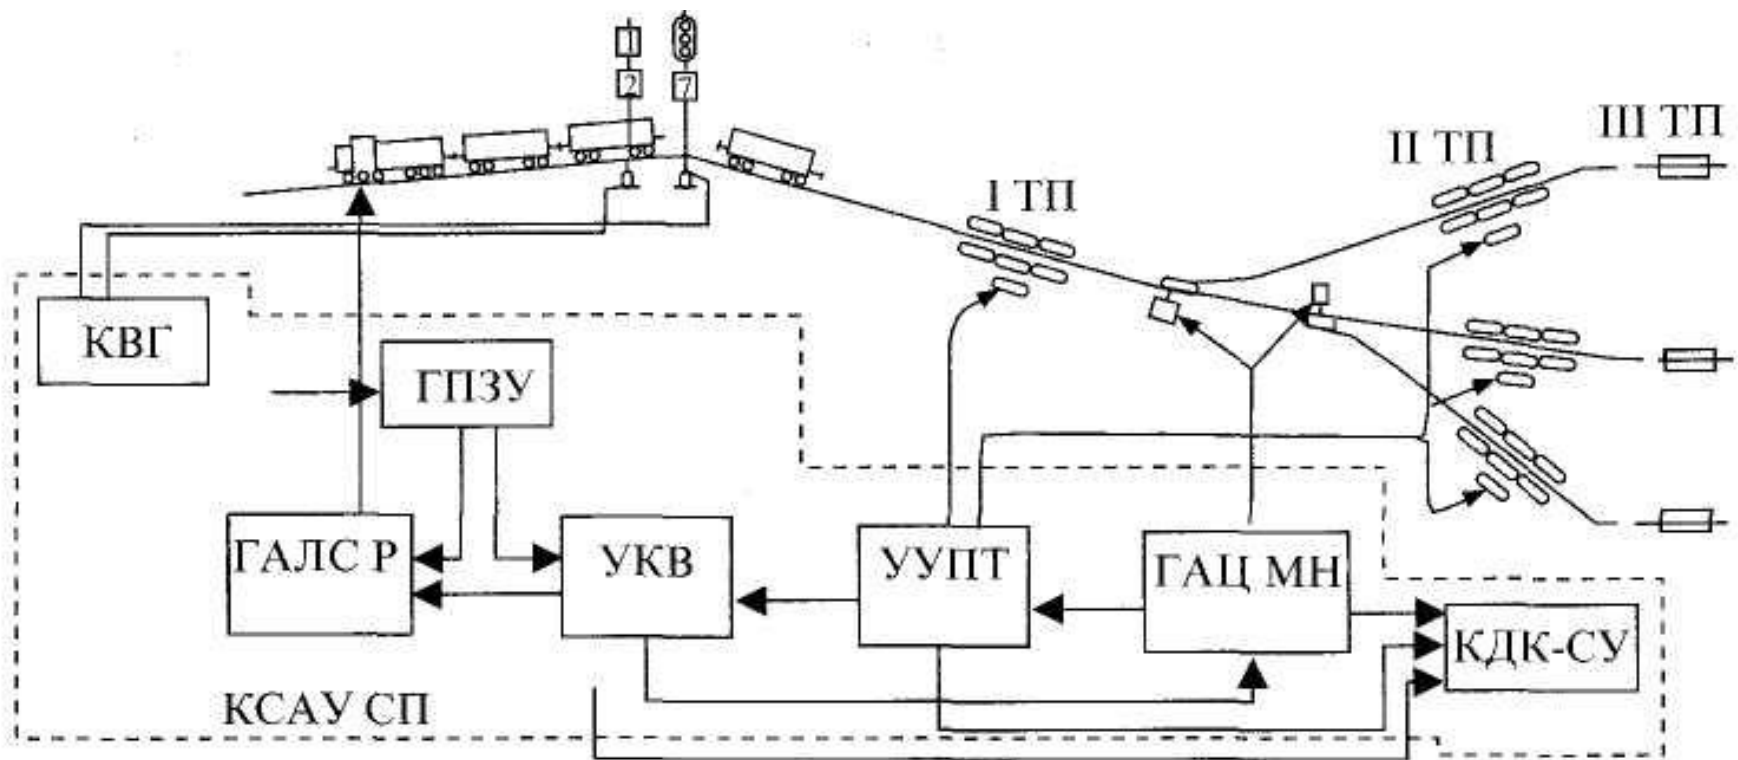 1
2
7
I ТП
II ТП
III ТП
КВГ
ГПЗУ
ГАЛС Р
УКВ
УУПТ
ГАЦ МН
КДК-СУ
КСАУ СП